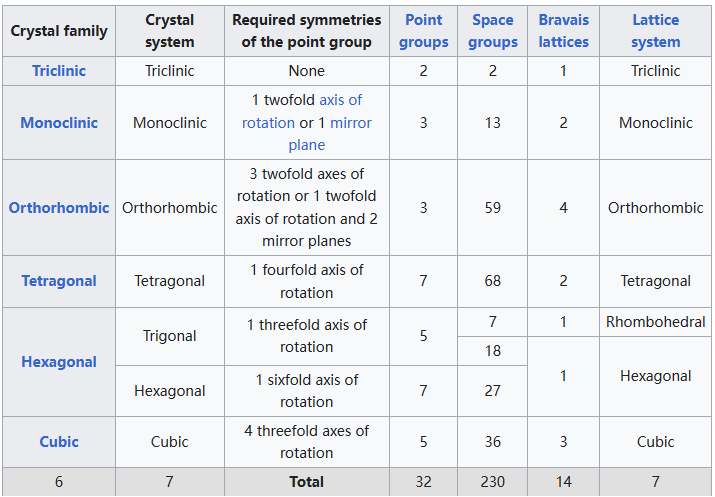 Crystal family Crystal system Required symmetries of the point group Point groups Space groups Bravais lattices Lattice system
Triclinic Triclinic None 2 2 1 Triclinic
Monoclinic Monoclinic 1 twofold axis of rotation or 1 mirror plane 3 13 2 Monoclinic
Orthorhombic Orthorhombic 3 twofold axes of rotation or 1 twofold axis of rotation and 2 mirror planes 3 59 4 Orthorhombic
Tetragonal Tetragonal 1 fourfold axis of rotation 7 68 2 Tetragonal
Hexagonal Trigonal 1 threefold axis of rotation 5 7 1 Rhombohedral
18 1 Hexagonal
Hexagonal 1 sixfold axis of rotation 7 27
Cubic Cubic 4 threefold axes of rotation 5 36 3 Cubic
6 7 Total 32 230 14 7